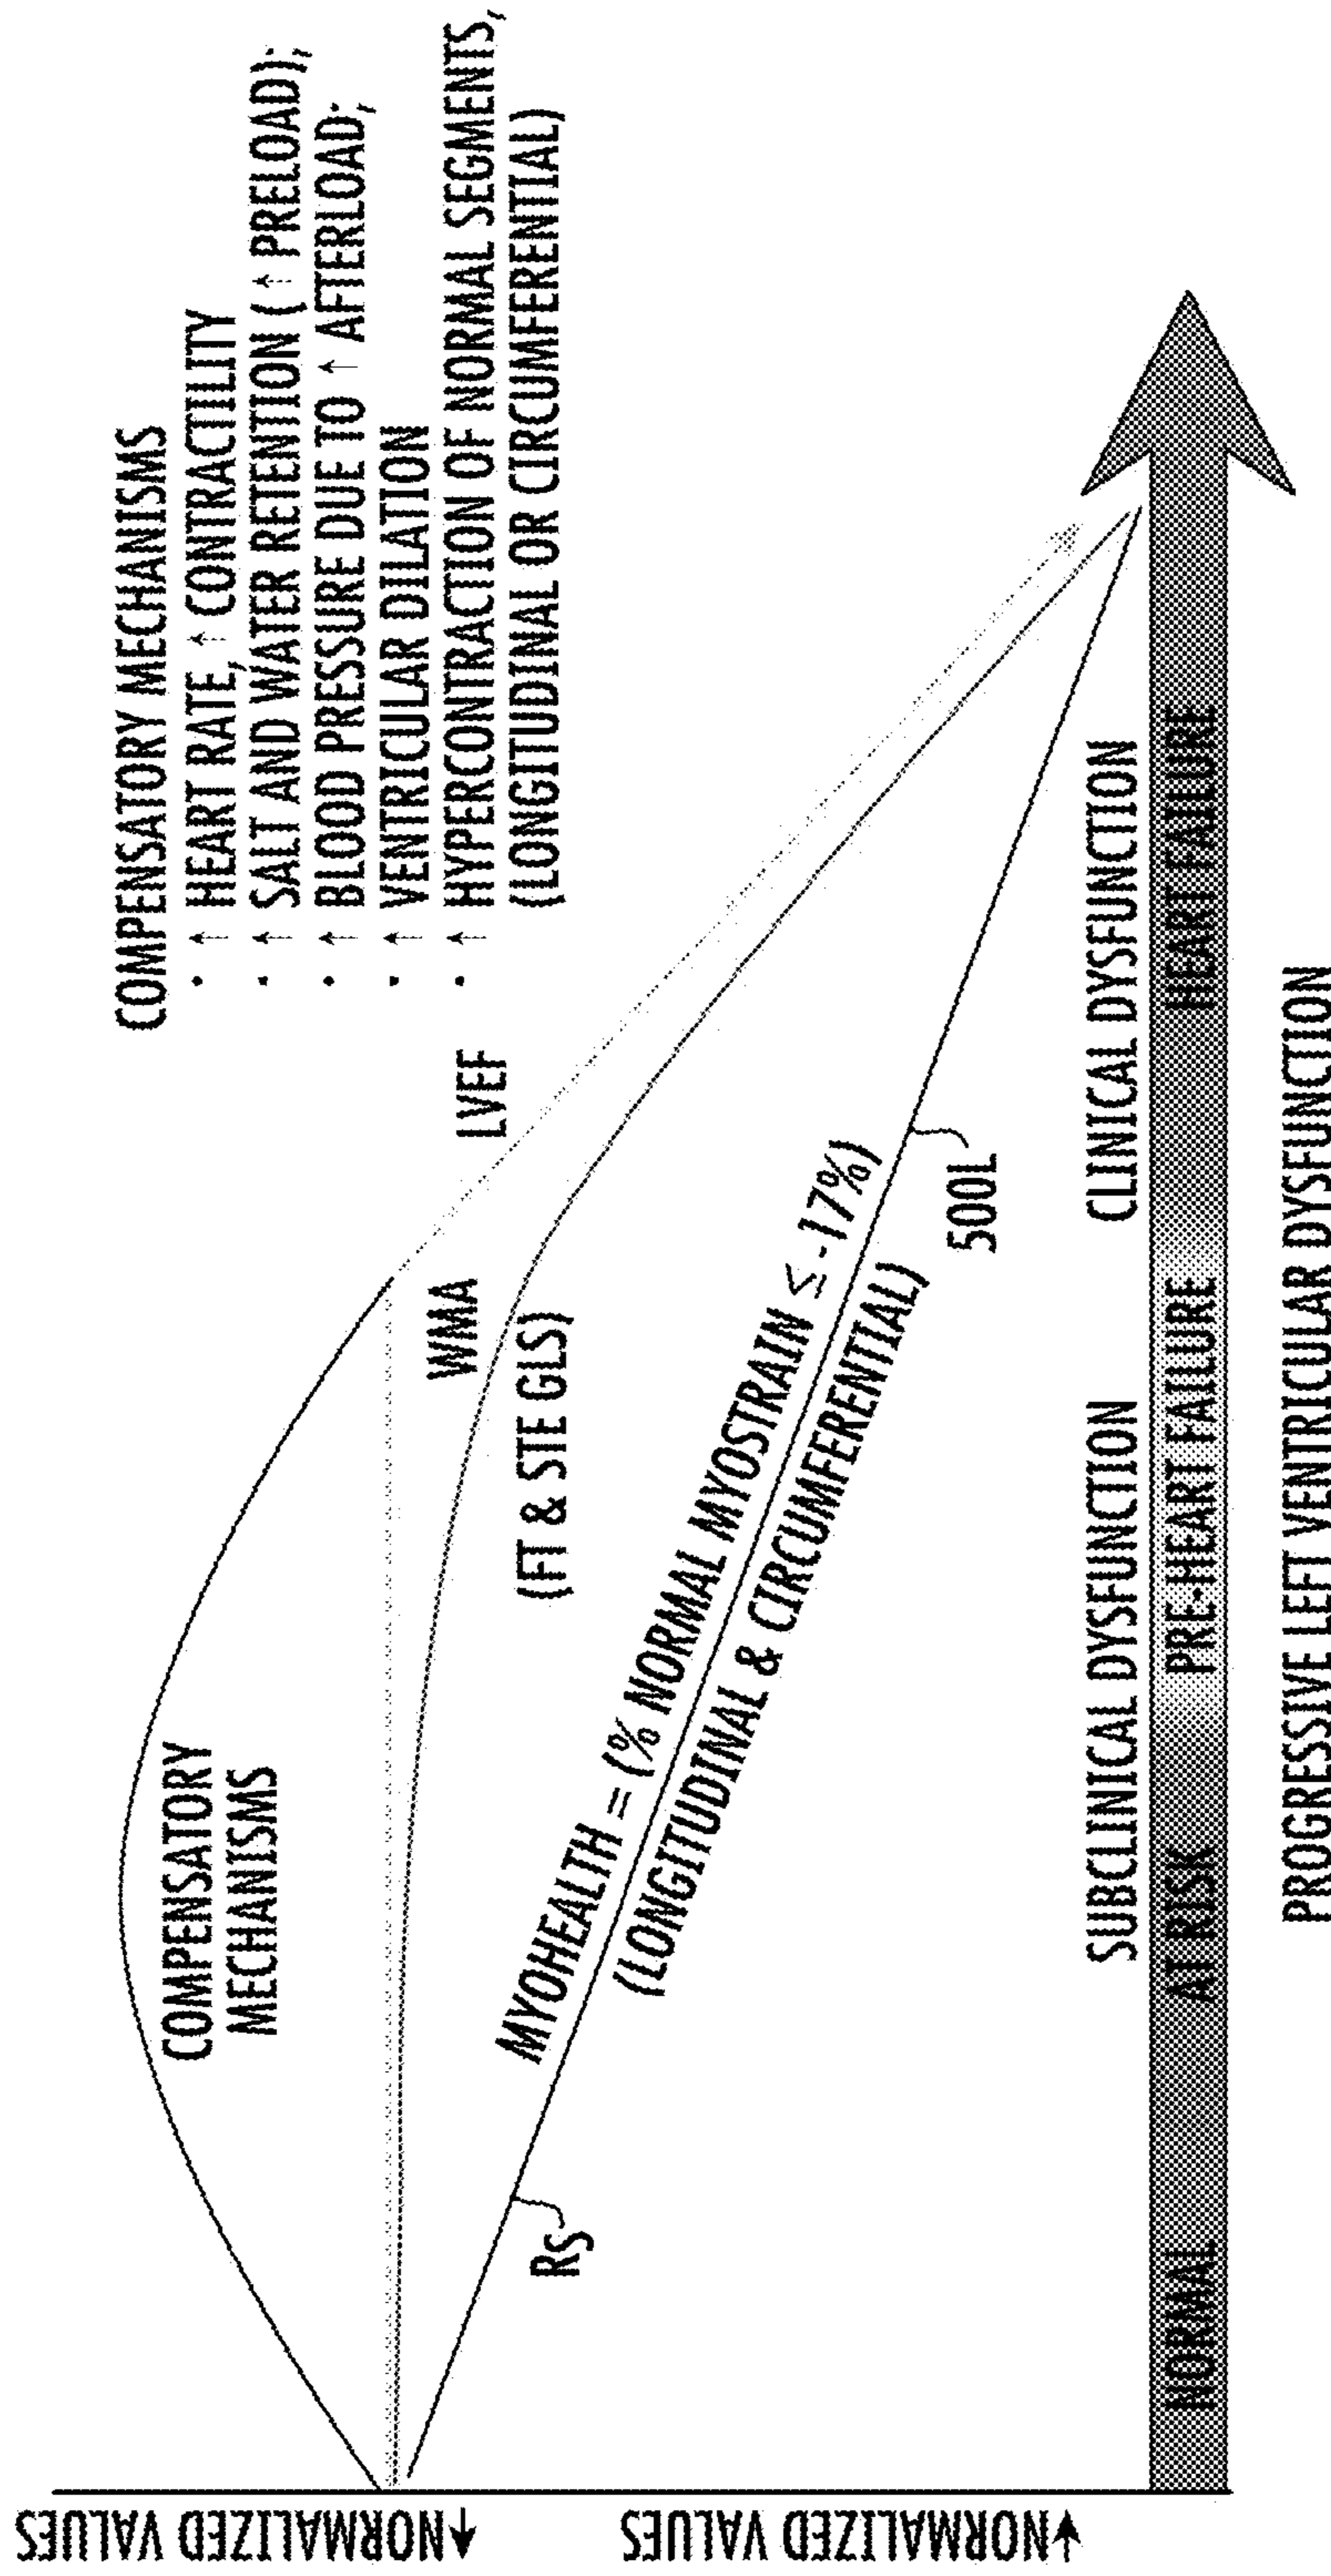 COMPENSATORY MECHANISMS
• ↑ HEART RATE, ↑ CONTRACTILITY
• ↑ SALT AND WATER RETENTION (↑ PRELOAD);
• ↑ BLOOD PRESSURE DUE TO ↑ AFTERLOAD;
• ↑ VENTRICULAR DILATION
• ↑ HYPERCONTRACTION OF NORMAL SEGMENTS,
(LONGITUDINAL OR CIRCUMFERENTIAL)
↑NORMALIZED VALUES
COMPENSATORY
MECHANISMS
LVEF
WMA
(FT & STE GLS)
↓NORMALIZED VALUES
RS
MYOHEALTH = (% NORMAL MYOSTRAIN ≤ -17%)
(LONGITUDINAL & CIRCUMFERENTIAL)
500L
SUBCLINICAL DYSFUNCTION
CLINICAL DYSFUNCTION
NORMAL
AT RISK
PRE-HEART FAILURE
HEART FAILURE
PROGRESSIVE LEFT VENTRICULAR DYSFUNCTION